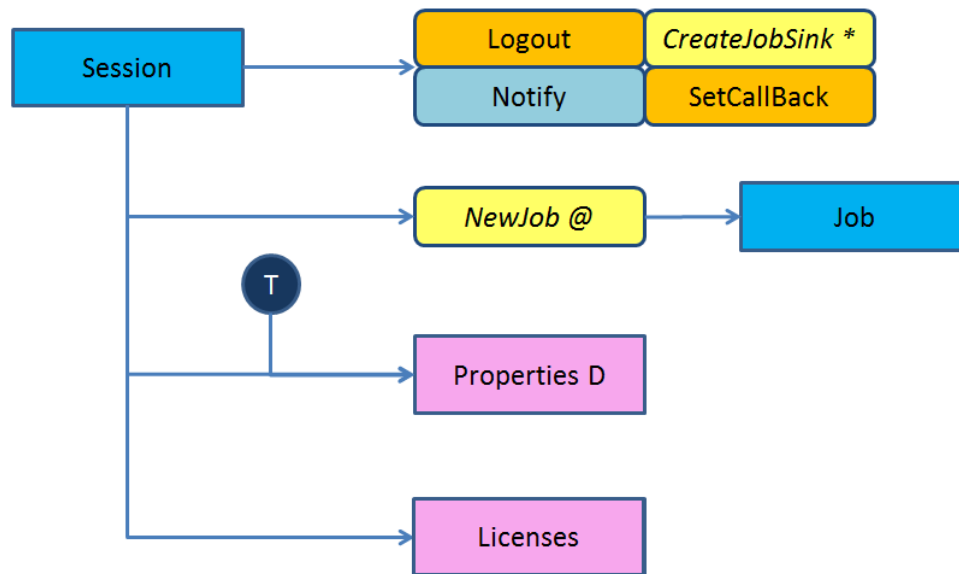 Session
Logout
CreateJobSink *
Notify
SetCallBack
NewJob @
Job
T
Properties D
Licenses